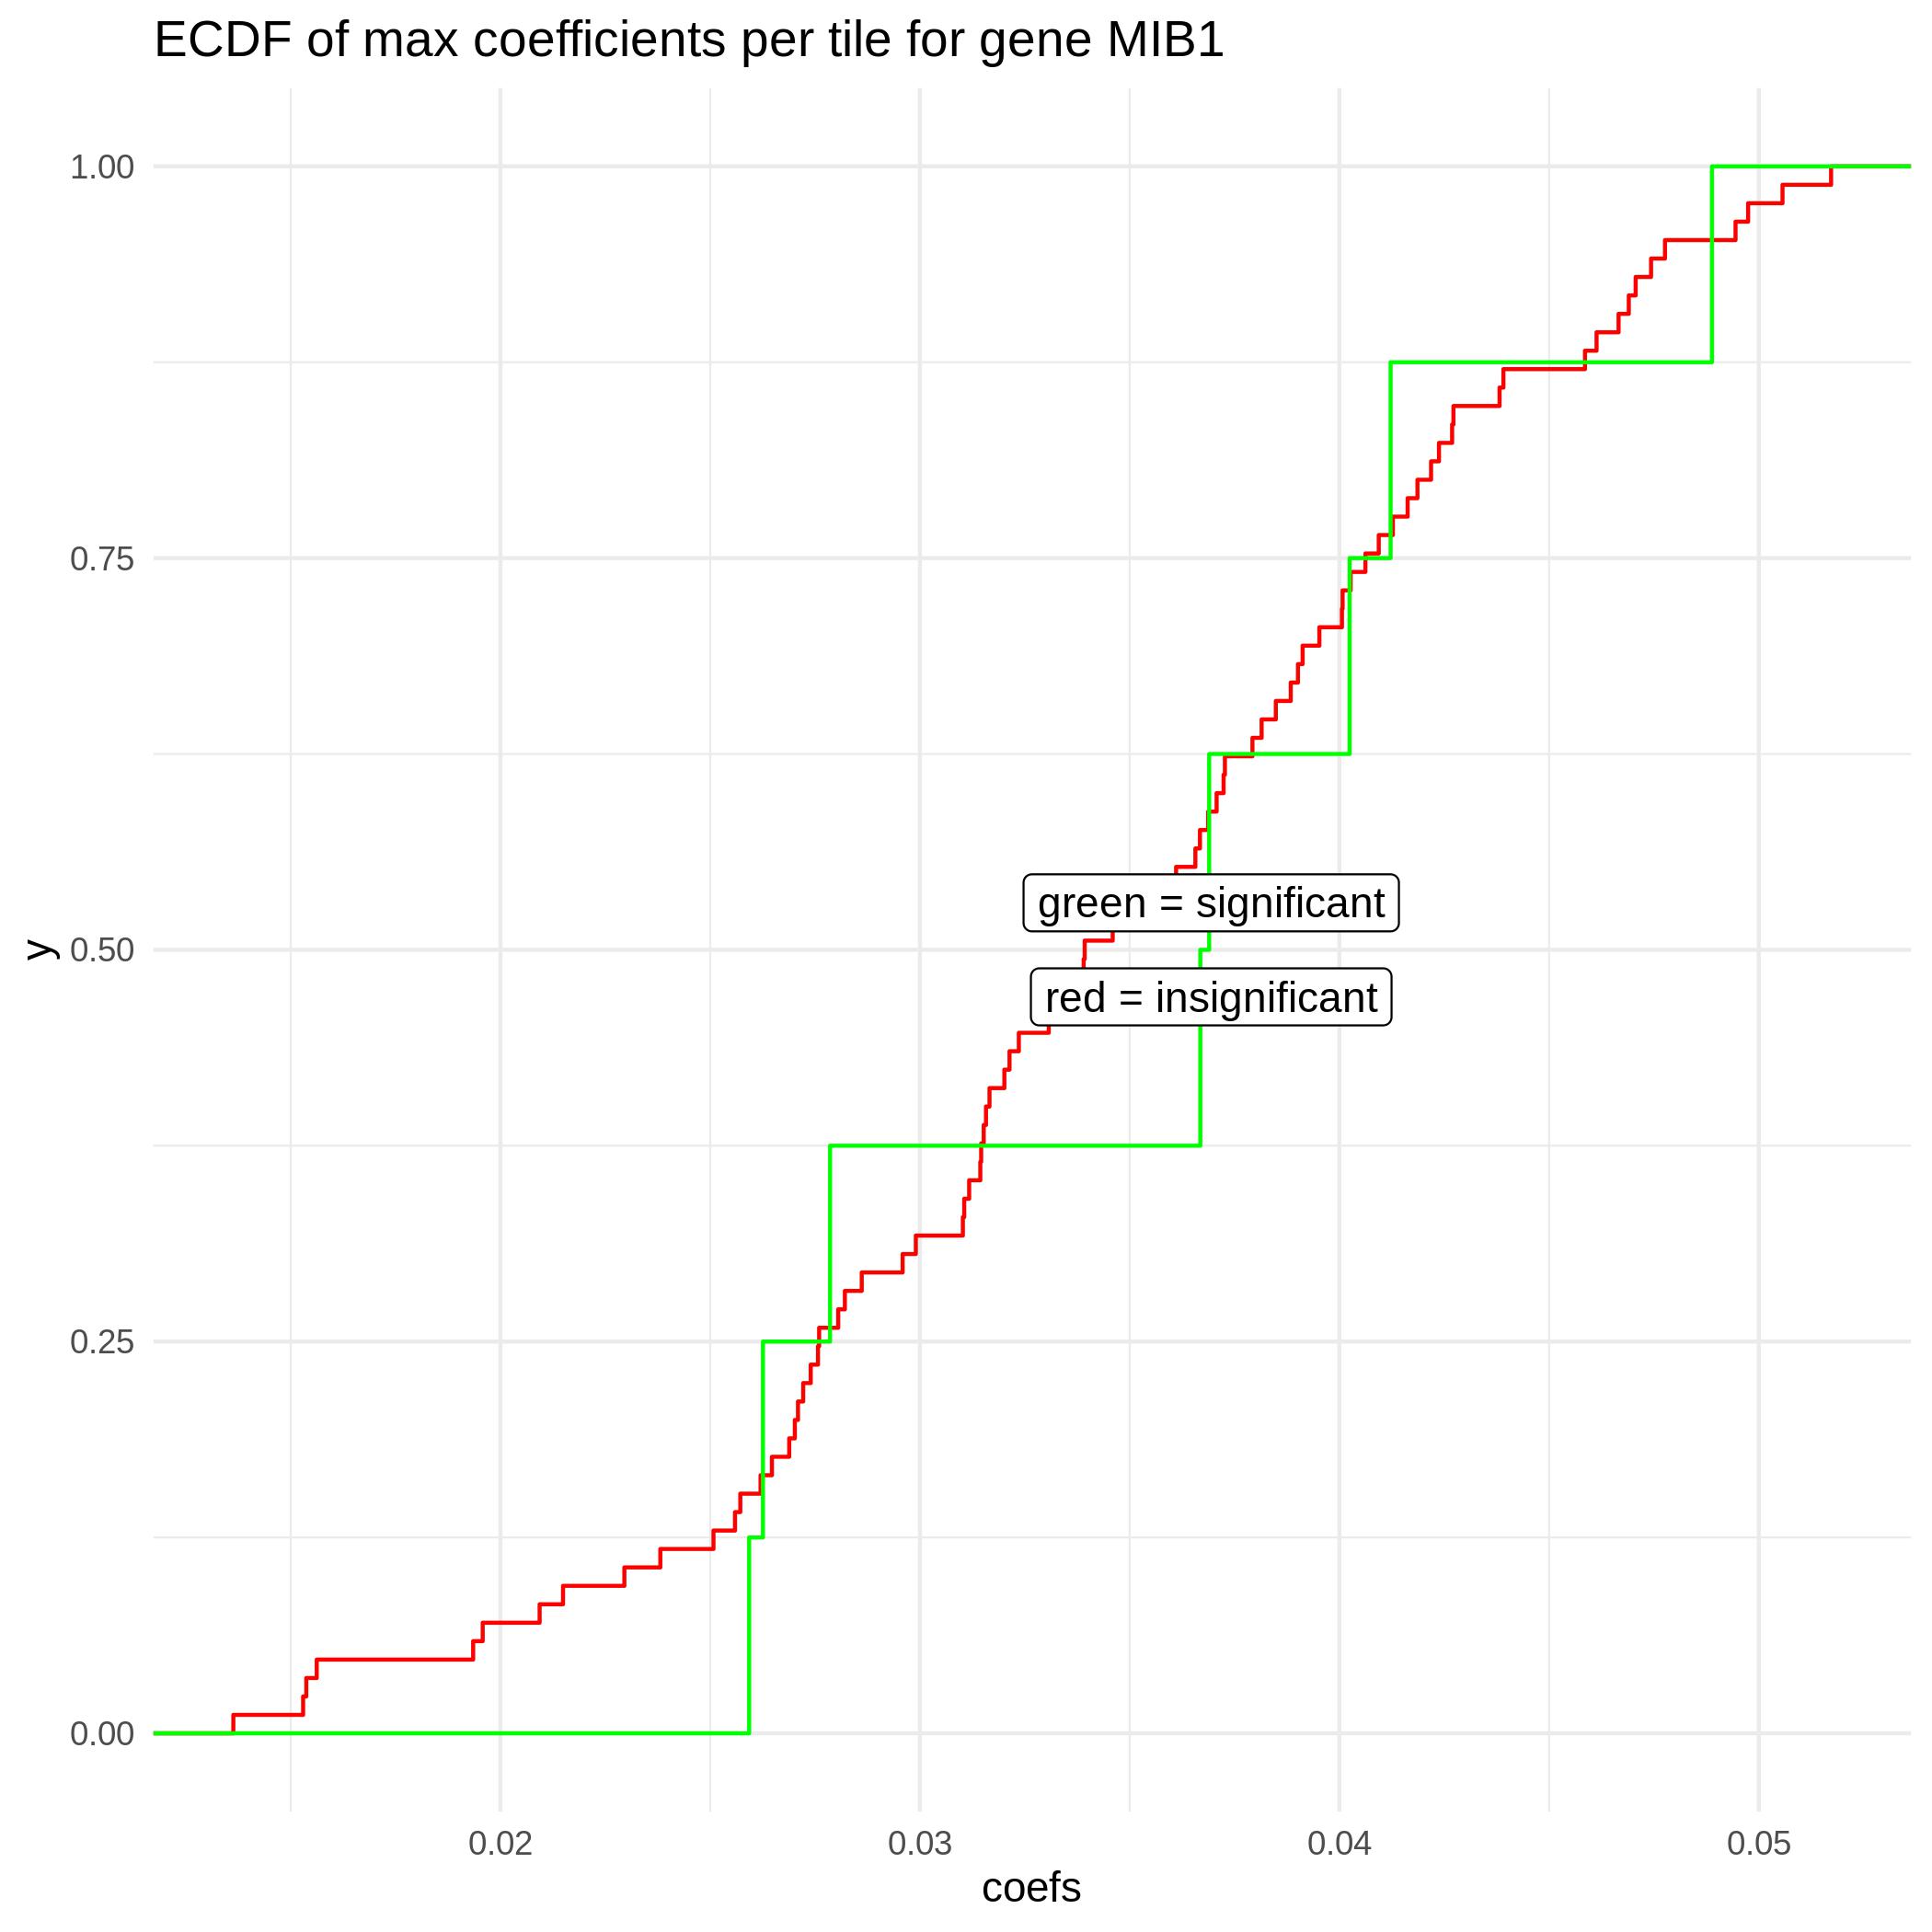 ECDF of max coefficients per tile for gene MIB1
1.00
0.75
0.50
0.25
0.00
y
green = significant
red = insignificant
0.02
0.03
0.04
0.05
coefs